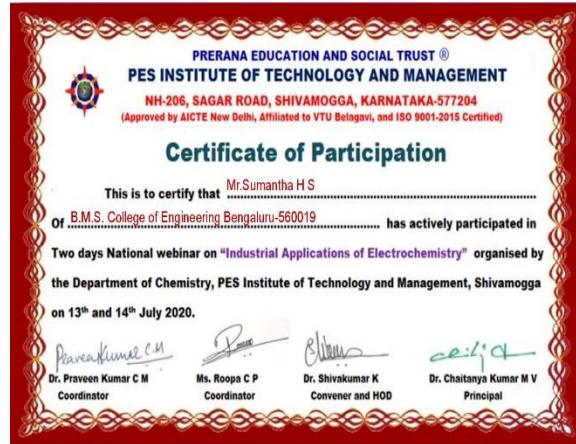 PRERANA EDUCATION AND SOCIAL TRUST ®
PES INSTITUTE OF TECHNOLOGY AND MANAGEMENT
NH-206, SAGAR ROAD, SHIVAMOGGA, KARNATAKA-577204
(Approved by AICTE New Delhi, Affiliated to VTU Belagavi, and ISO 9001-2015 Certified)
Certificate of Participation
This is to certify that Mr.Sumantha H S
Of B.M.S. College of Engineering Bengaluru-560019 has actively participated in
Two days National webinar on “Industrial Applications of Electrochemistry” organised by
the Department of Chemistry, PES Institute of Technology and Management, Shivamogga
on 13th and 14th July 2020.
Praveen Kumar C.M
Dr. Praveen Kumar C M Ms. Roopa C P Dr. Shivakumar K Dr. Chaitanya Kumar M V
Coordinator Coordinator Convener and HOD Principal